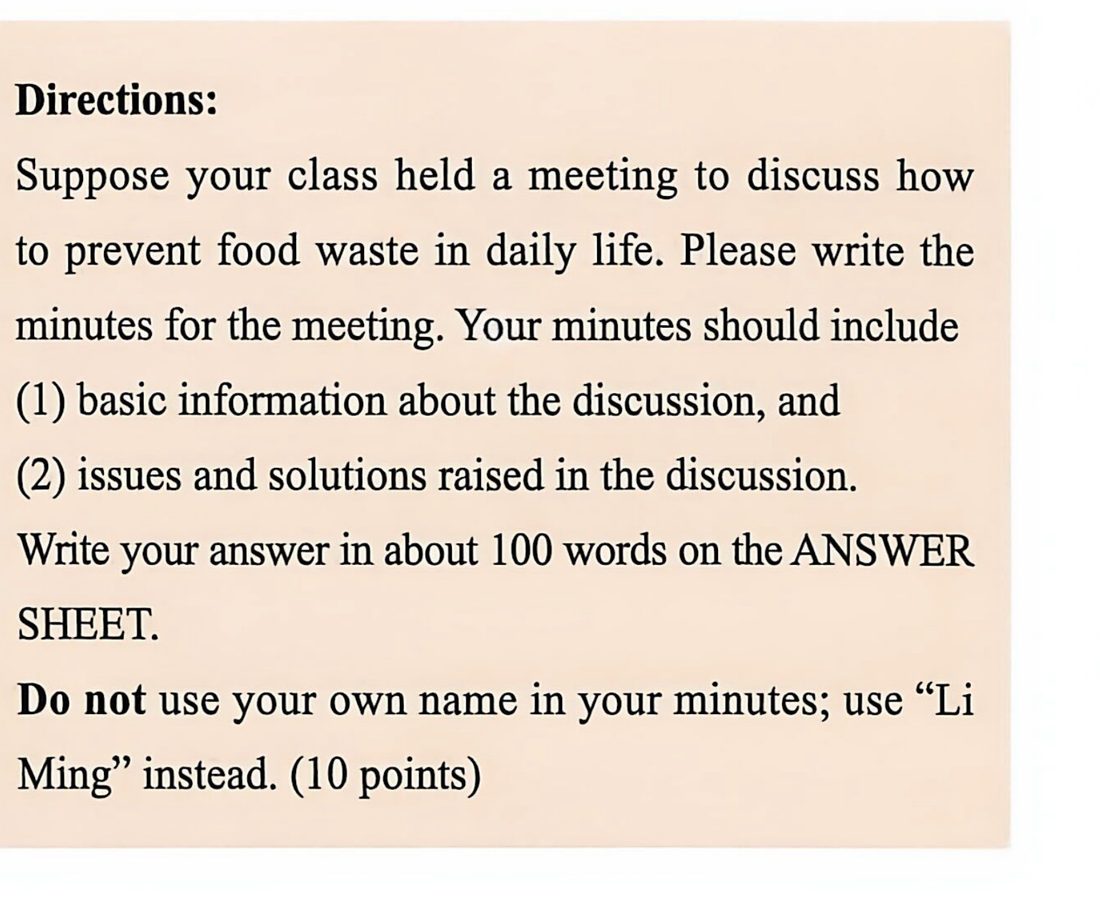 Directions:
Suppose your class held a meeting to discuss how
to prevent food waste in daily life. Please write the
minutes for the meeting. Your minutes should include
(1) basic information about the discussion, and
(2) issues and solutions raised in the discussion.
Write your answer in about 100 words on the ANSWER
SHEET.
Do not use your own name in your minutes; use “Li
Ming” instead. (10 points)